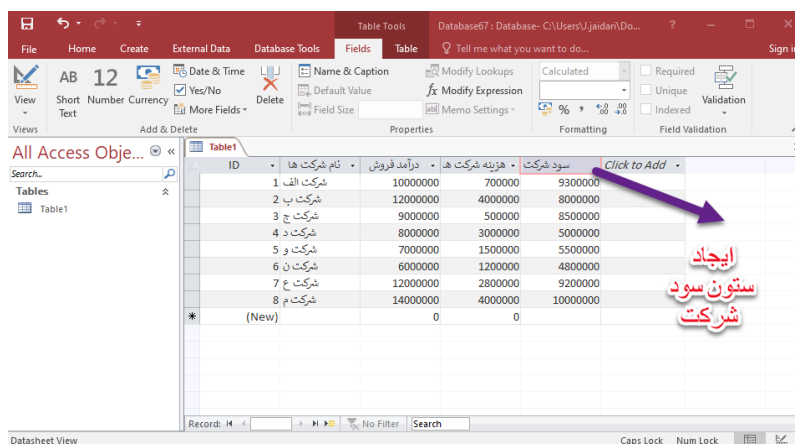 Table Tools
Database67 : Database- C:\Users\J.jaidari\Do...
?
File Home Create External Data Database Tools Fields Table Tell me what you want to do... Sign i
View
Views
AB
Short Text
12
Number
Currency
Date & Time
Yes/No
More Fields
Add & Delete
Delete
Name & Caption
Default Value
Field Size
Modify Lookups
fx Modify Expression
ab Memo Settings
Properties
Calculated
% ,
Formatting
Required
Unique
Indexed
Validation
Field Validation
All Access Obje...
Search...
Tables
Table1
Table1
ID نام شرکت ها درآمد فروش هزینه شرکت ها سود شرکت Click to Add
1 شرکت الف 10000000 700000 9300000
2 شرکت ب 12000000 4000000 8000000
3 شرکت ج 9000000 500000 8500000
4 شرکت د 8000000 3000000 5000000
5 شرکت و 7000000 1500000 5500000
6 شرکت ن 6000000 1200000 4800000
7 شرکت ع 12000000 2800000 9200000
8 شرکت م 14000000 4000000 10000000
(New) 0 0
ایجاد
ستون سود
شرکت
Record: No Filter Search
Datasheet View
Caps Lock Num Lock